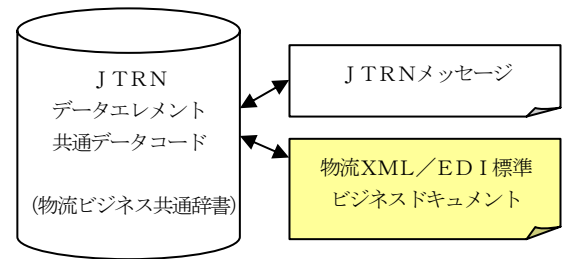 JTRN
データエレメント
共通データコード
(物流ビジネス共通辞書)
JTRNメッセージ
物流XML/EDI標準
ビジネスドキュメント